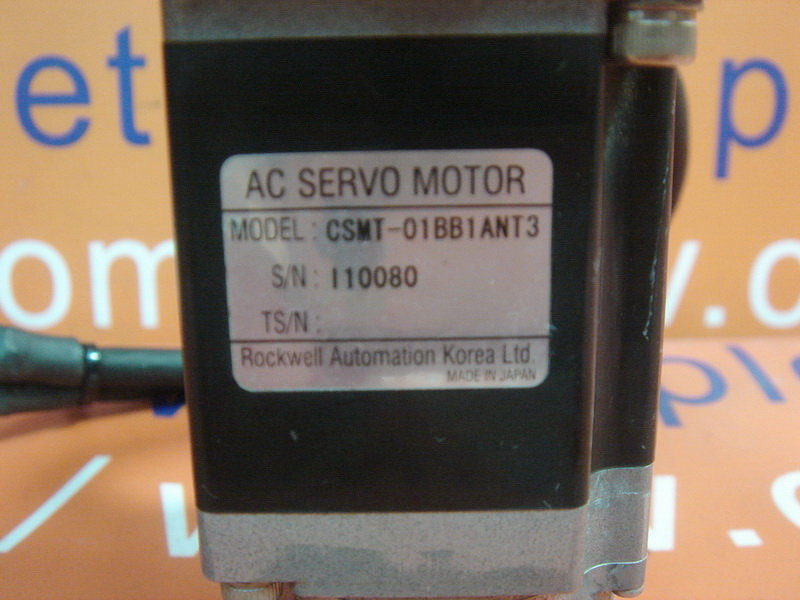 AC SERVO MOTOR
MODEL : CSMT-01BB1ANT3
S/N : I10080
TS/N :
Rockwell Automation Korea Ltd.
MADE IN JAPAN